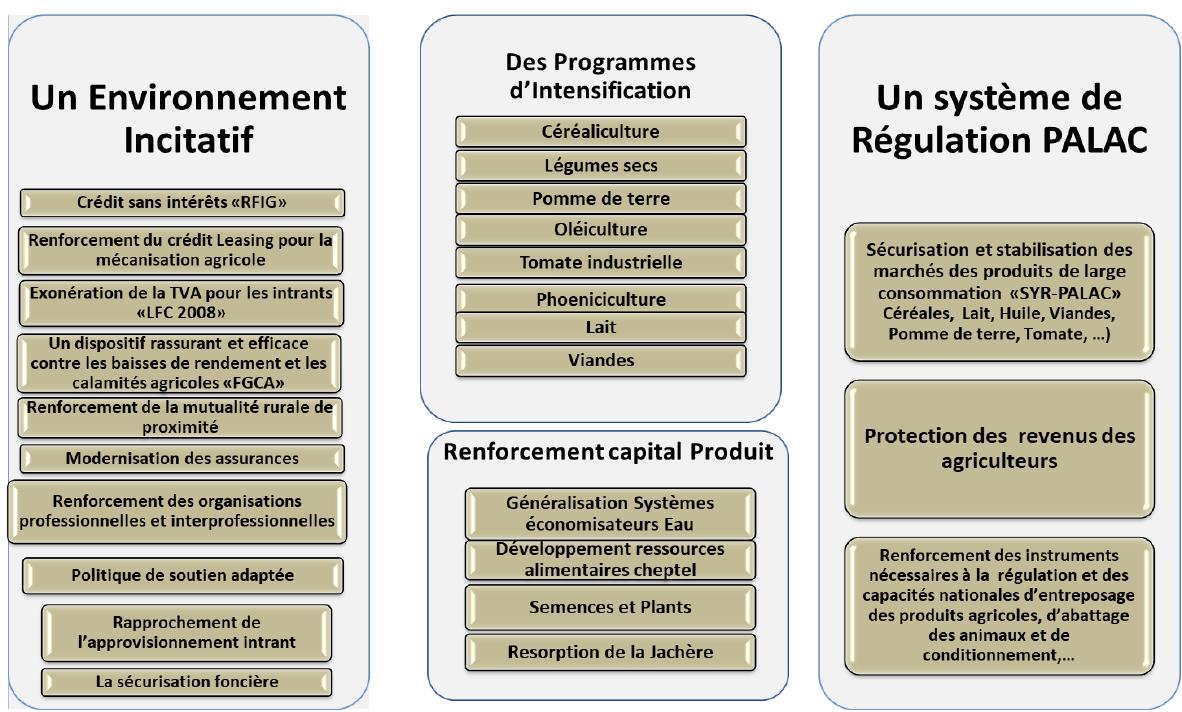 Un Environnement
Incitatif
Crédit sans intérêts «RFIG»
Renforcement du crédit Leasing pour la
mécanisation agricole
Exonération de la TVA pour les intrants
«LFC 2008»
Un dispositif rassurant et efficace
contre les baisses de rendement et les
calamités agricoles «FGCA»
Renforcement de la mutualité rurale de
proximité
Modernisation des assurances
Renforcement des organisations
professionnelles et interprofessionnelles
Politique de soutien adaptée
Rapprochement de
l'approvisionnement intrant
La sécurisation foncière
Des Programmes
d'Intensification
Céréaliculture
Légumes secs
Pomme de terre
Oléiculture
Tomate industrielle
Phoeniciculture
Lait
Viandes
Renforcement capital Produit
Généralisation Systèmes
économisateurs Eau
Développement ressources
alimentaires cheptel
Semences et Plants
Resorption de la Jachère
Un système de
Régulation PALAC
Sécurisation et stabilisation des
marchés des produits de large
consommation «SYR-PALAC»
Céréales, Lait, Huile, Viandes,
Pomme de terre, Tomate, ...)
Protection des revenus des
agriculteurs
Renforcement des instruments
nécessaires à la régulation et des
capacités nationales d'entreposage
des produits agricoles, d'abattage
des animaux et de
conditionnement,...